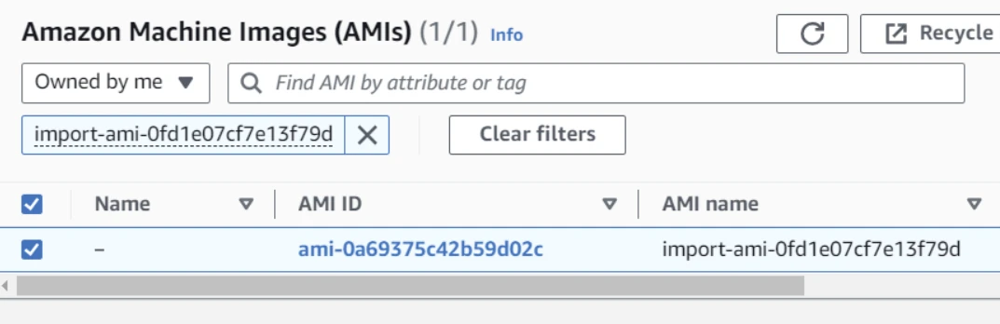 Amazon Machine Images (AMIs) (1/1) Info Recycle
Owned by me Find AMI by attribute or tag
import-ami-0fd1e07cf7e13f79d Clear filters
Name AMI ID AMI name
– ami-0a69375c42b59d02c import-ami-0fd1e07cf7e13f79d